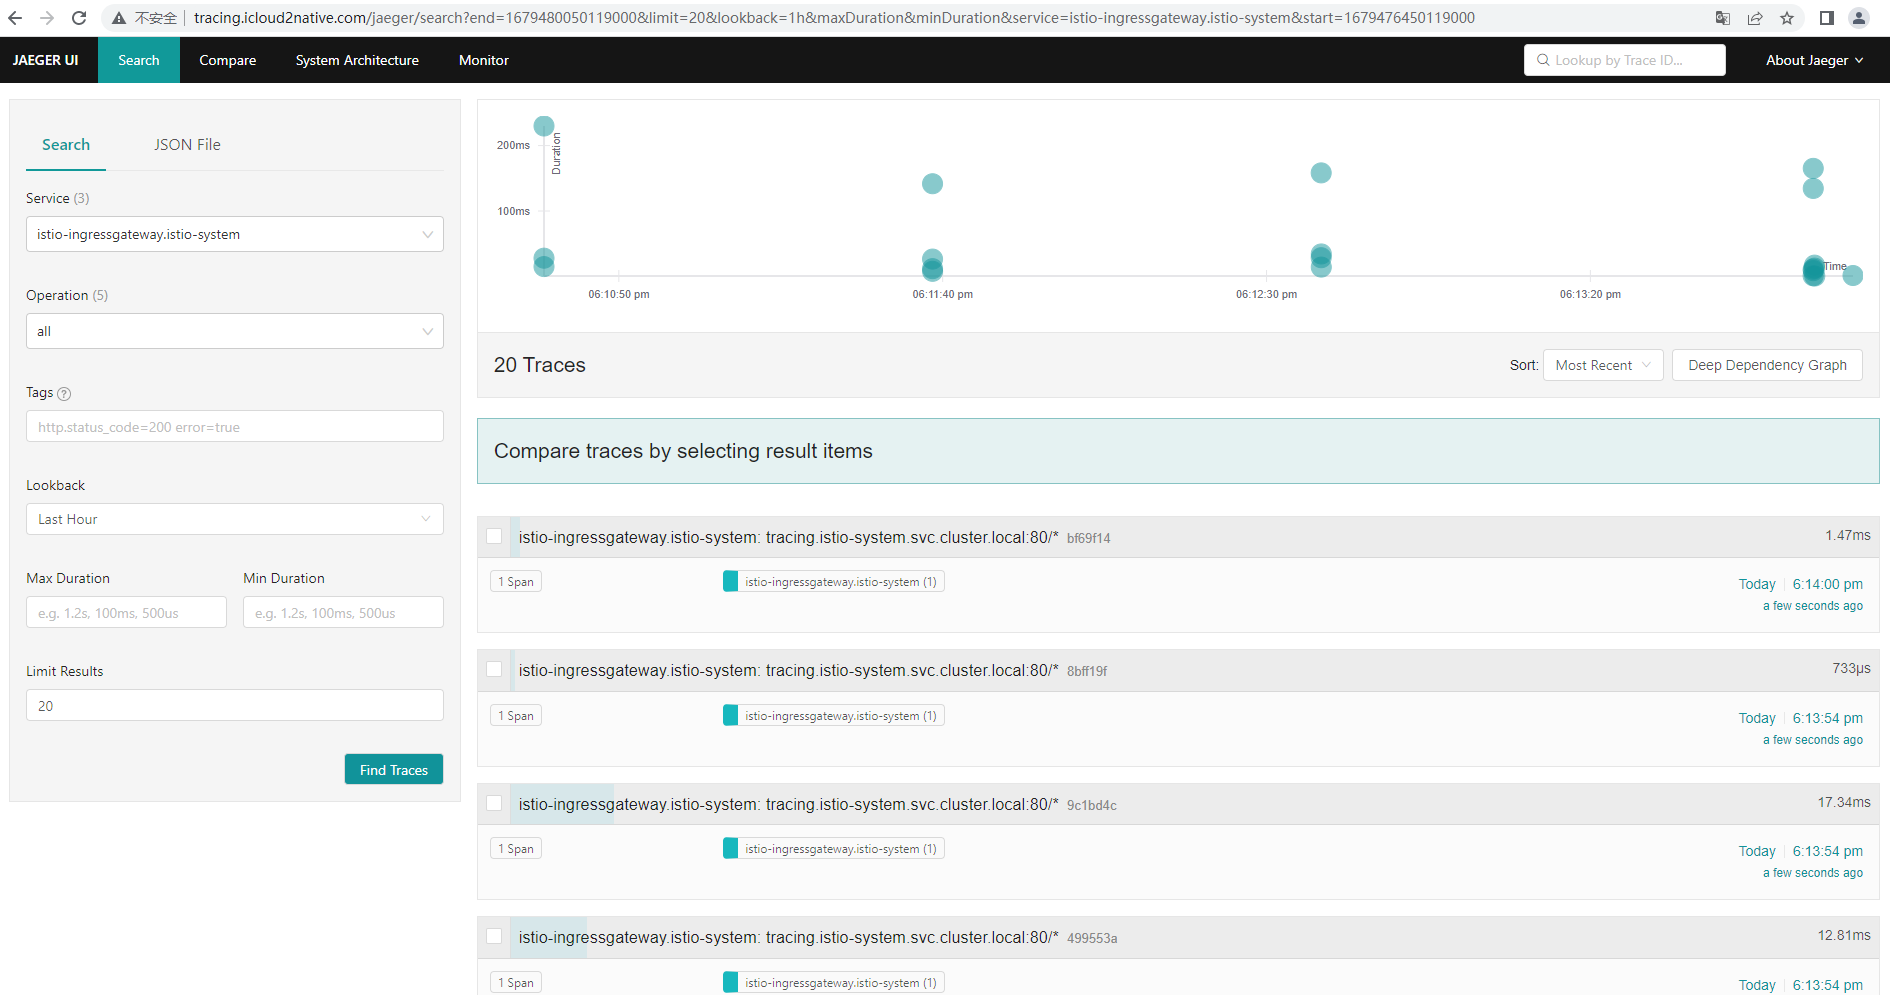 不安全 tracing.icloud2native.com/jaeger/search?end=1679480050119000&limit=20&lookback=1h&maxDuration&minDuration&service=istio-ingressgateway.istio-system&start=1679476450119000
JAEGER UI Search Compare System Architecture Monitor Lookup by Trace ID... About Jaeger
Search JSON File
Service (3)
istio-ingressgateway.istio-system
Operation (5)
all
Tags ?
http.status_code=200 error=true
Lookback
Last Hour
Max Duration Min Duration
e.g. 1.2s, 100ms, 500us e.g. 1.2s, 100ms, 500us
Limit Results
20
Find Traces
Duration
200ms
100ms
Time
06:10:50 pm 06:11:40 pm 06:12:30 pm 06:13:20 pm
20 Traces Sort: Most Recent Deep Dependency Graph
Compare traces by selecting result items
istio-ingressgateway.istio-system: tracing.istio-system.svc.cluster.local:80/* bf69f14 1.47ms
1 Span istio-ingressgateway.istio-system (1) Today 6:14:00 pm
a few seconds ago
istio-ingressgateway.istio-system: tracing.istio-system.svc.cluster.local:80/* 8bff19f 733μs
1 Span istio-ingressgateway.istio-system (1) Today 6:13:54 pm
a few seconds ago
istio-ingressgateway.istio-system: tracing.istio-system.svc.cluster.local:80/* 9c1bd4c 17.34ms
1 Span istio-ingressgateway.istio-system (1) Today 6:13:54 pm
a few seconds ago
istio-ingressgateway.istio-system: tracing.istio-system.svc.cluster.local:80/* 499553a 12.81ms
1 Span istio-ingressgateway.istio-system (1) Today 6:13:54 pm